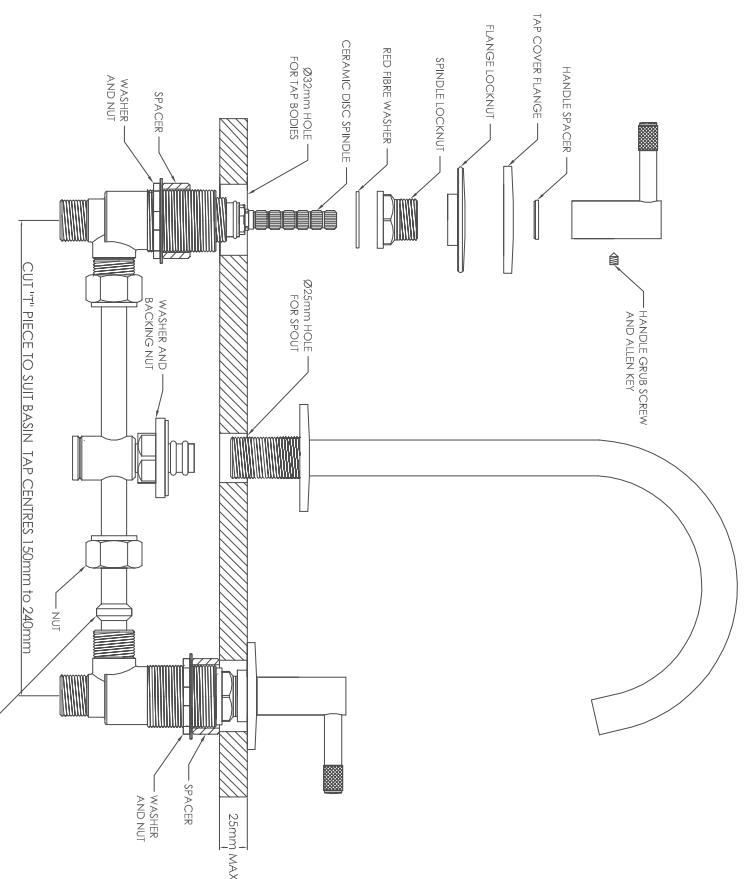 TAP COVER FLANGE
HANDLE SPACER
FLANGE LOCKNUT
SPINDLE LOCKNUT
RED FIBRE WASHER
CERAMIC DISC SPINDLE
Ø32mm HOLE
FOR TAP BODIES
SPACER
WASHER
AND NUT
HANDLE GRUB SCREW
AND ALLEN KEY
Ø25mm HOLE
FOR SPOUT
WASHER AND
BACKING NUT
CUT "T" PIECE TO SUIT BASIN TAP CENTRES 150mm to 240mm
NUT
SPACER
WASHER
AND NUT
25mm MAX